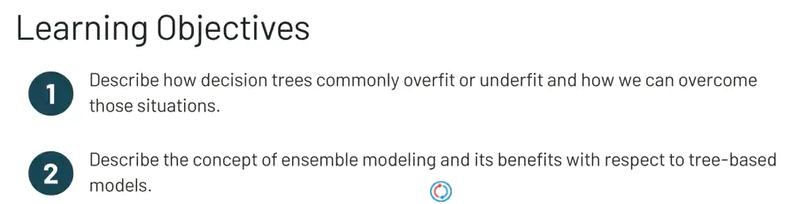 Learning Objectives
1
Describe how decision trees commonly overfit or underfit and how we can overcome
those situations.
2
Describe the concept of ensemble modeling and its benefits with respect to tree-based
models.